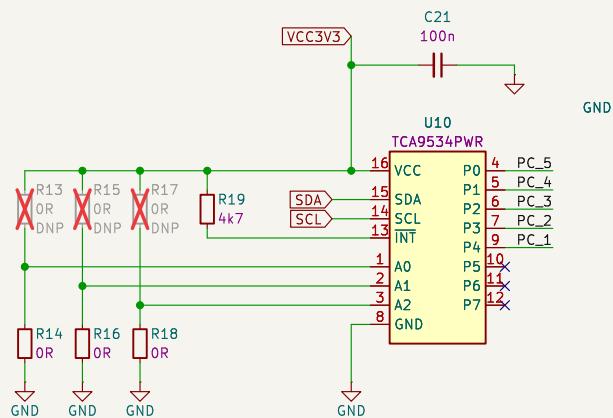 C21
100n
VCC3V3
GND
U10
TCA9534PWR
16 VCC P0 4 PC_5
P1 5 PC_4
R13 R15 R17 R19 SDA 15 SDA P2 6 PC_3
0R 0R 0R 4k7 SCL 14 SCL P3 7 PC_2
DNP DNP DNP 13 INT P4 9 PC_1
1 A0 P5 10
2 A1 P6 11
3 A2 P7 12
8 GND
R14 R16 R18
0R 0R 0R
GND GND GND GND